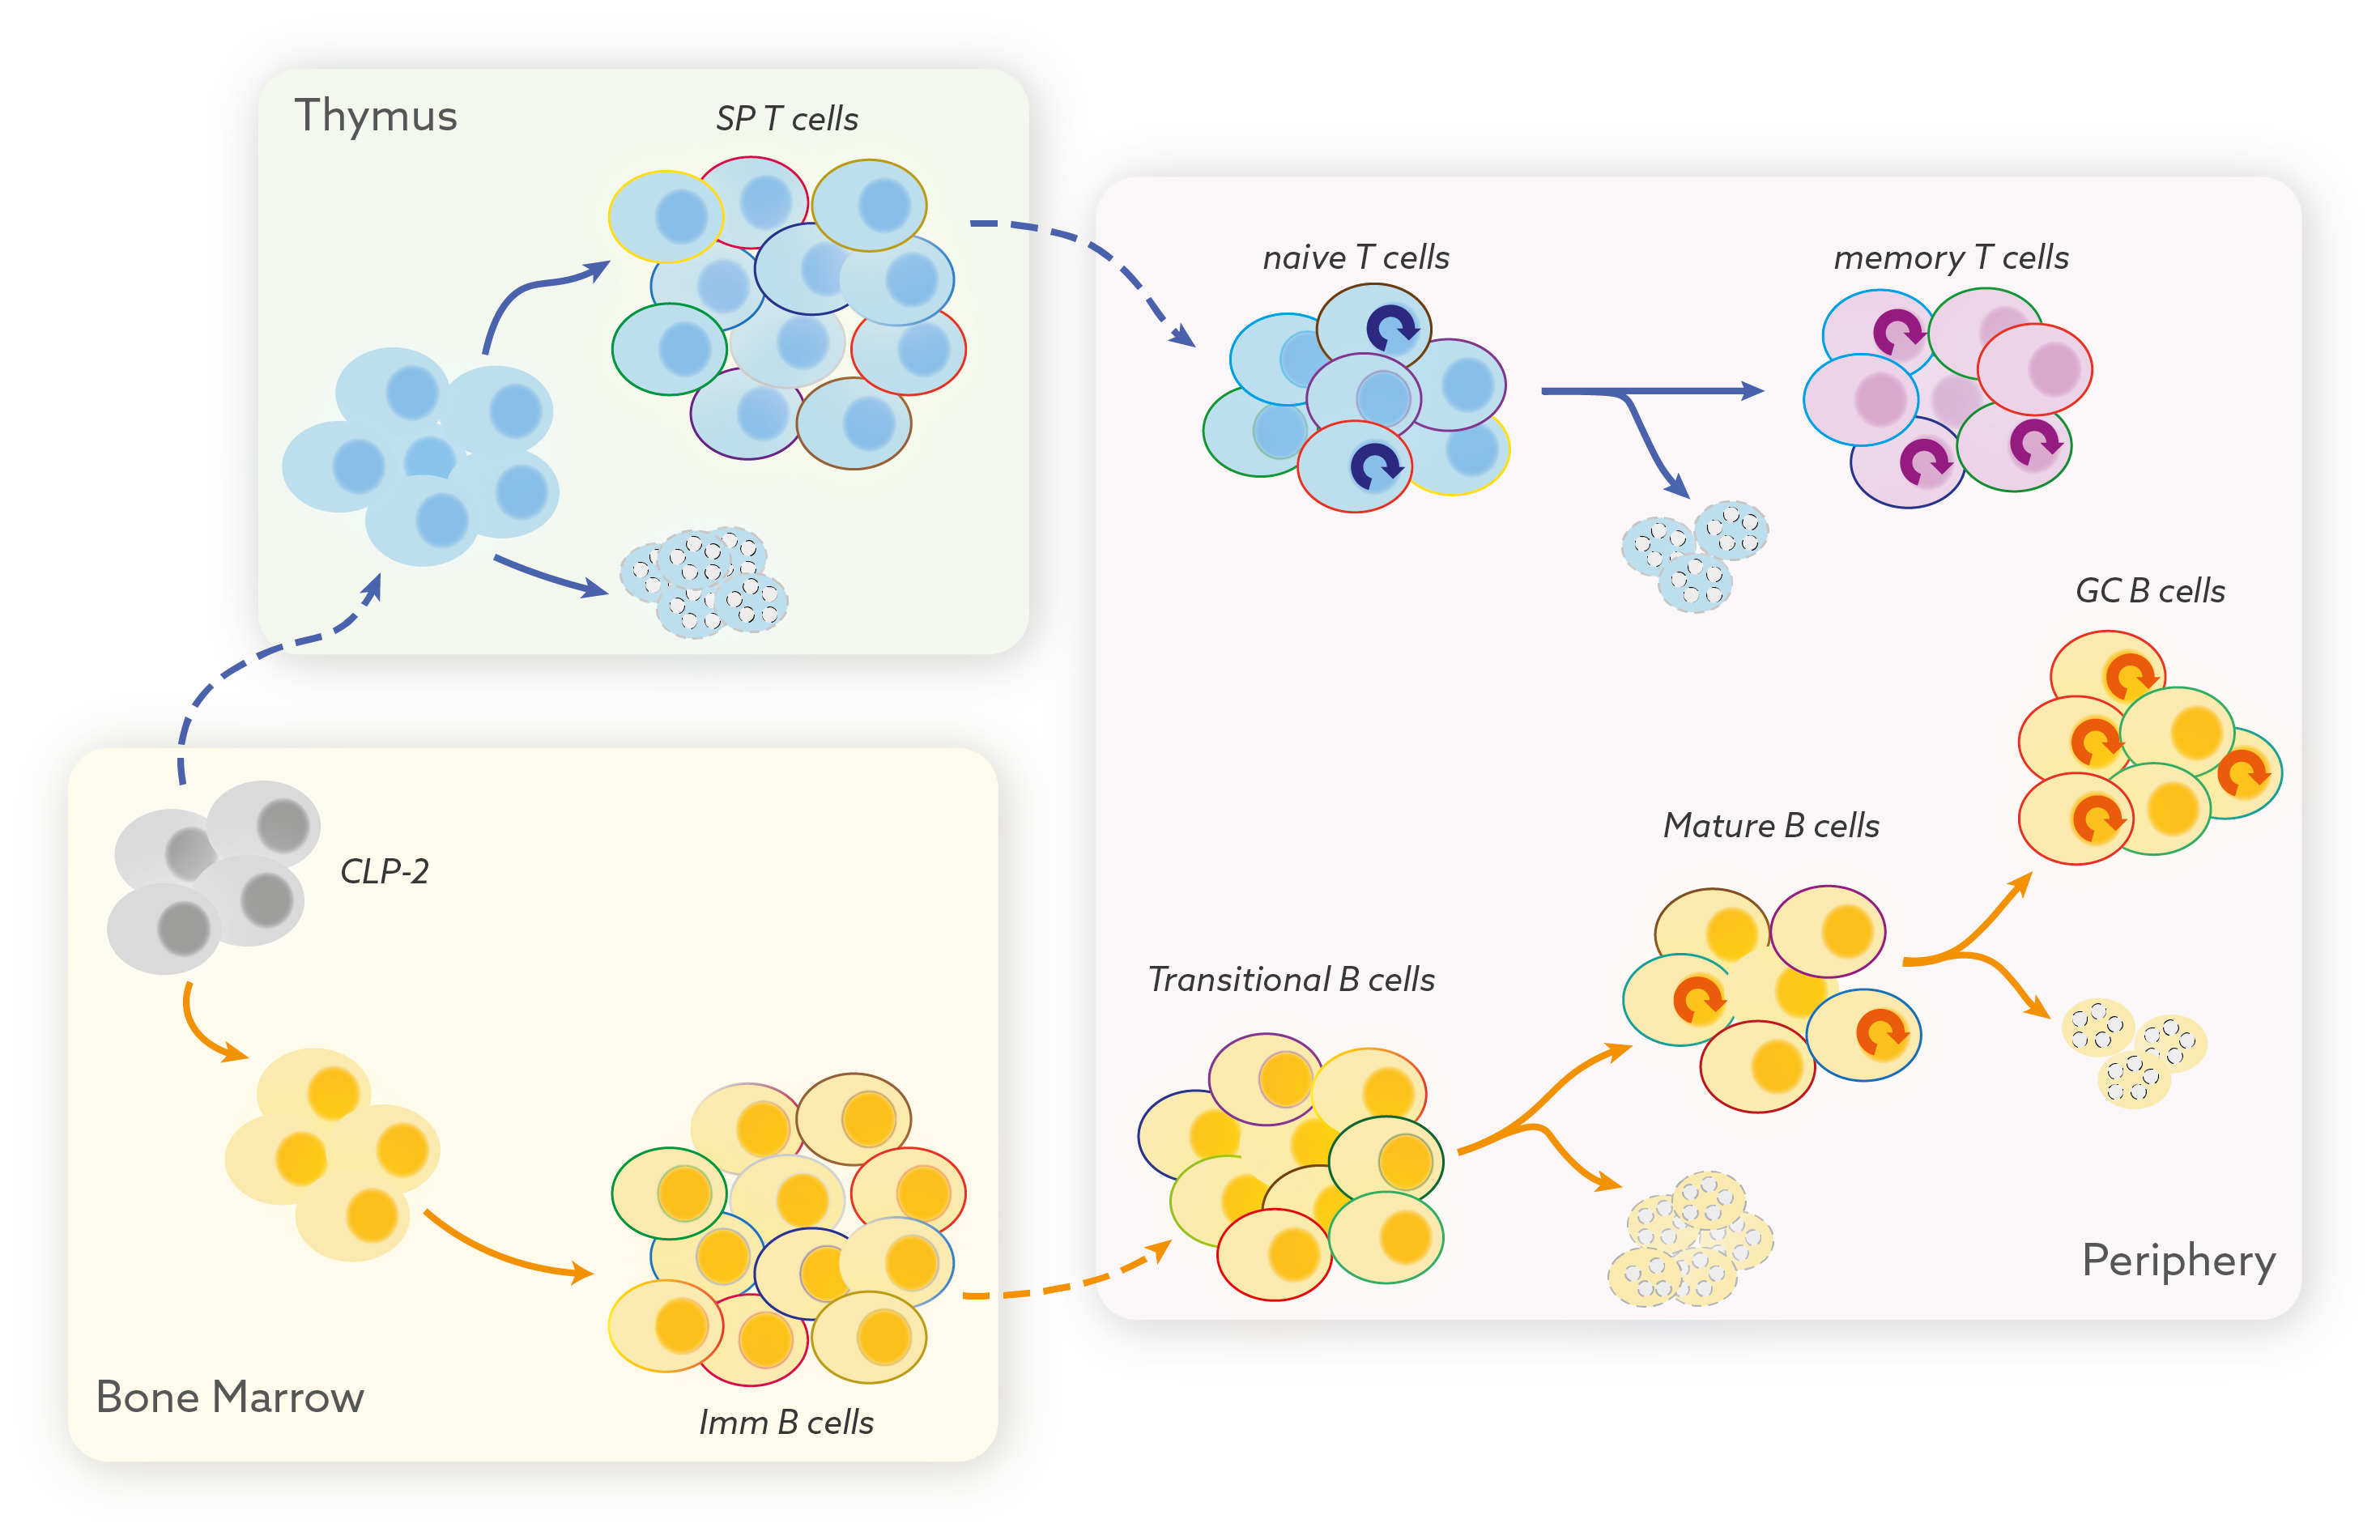 Thymus
SP T cells
naive T cells
memory T cells
GC B cells
CLP-2
Mature B cells
Transitional B cells
Periphery
Bone Marrow
Imm B cells